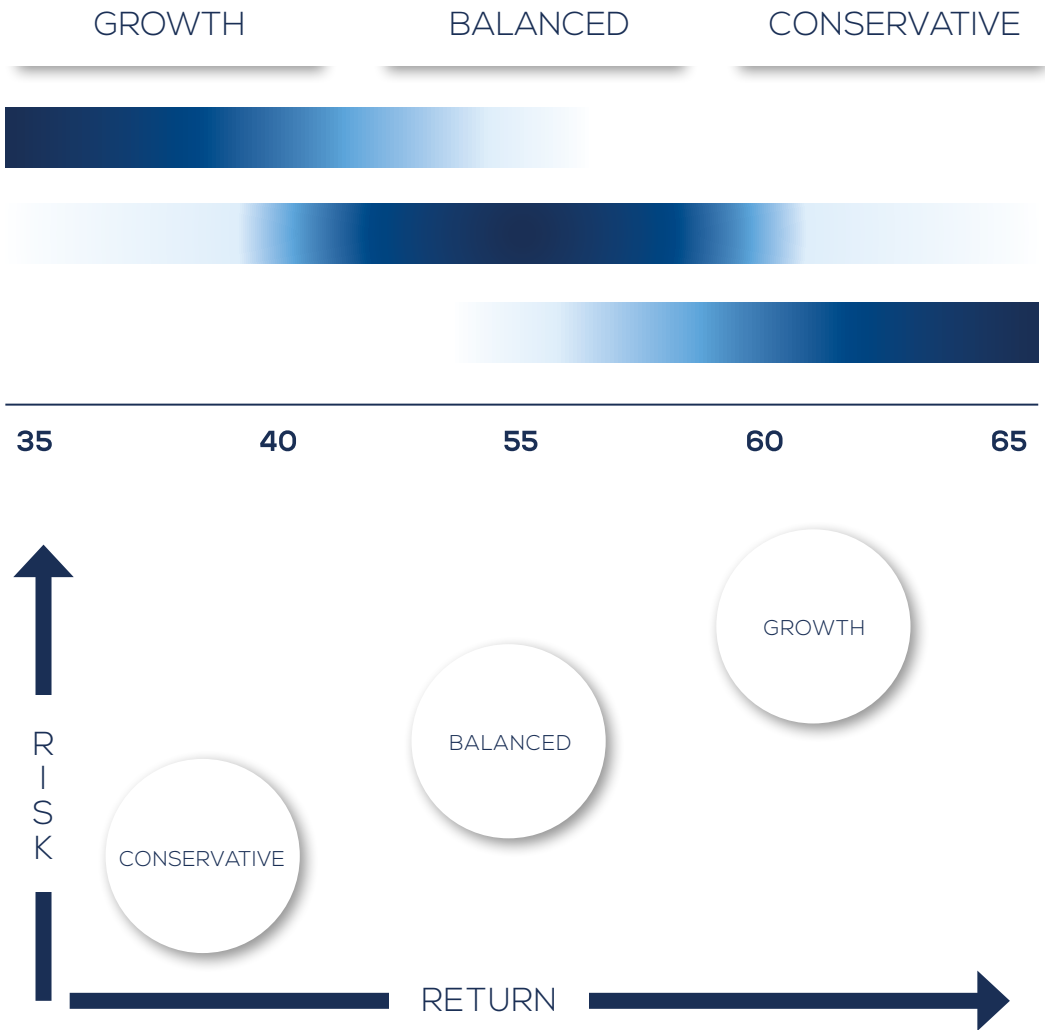 GROWTH BALANCED CONSERVATIVE
35 40 55 60 65
GROWTH
BALANCED
RISK
CONSERVATIVE
RETURN